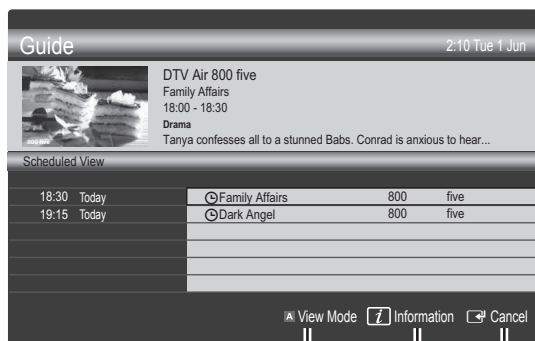 Guide 2:10 Tue 1 Jun
DTV Air 800 five
Family Affairs
18:00 - 18:30
Drama
Tanya confesses all to a stunned Babs. Conrad is anxious to hear...
800 five
Scheduled View
18:30 Today Family Affairs 800 five
19:15 Today Dark Angel 800 five
A View Mode i Information Cancel